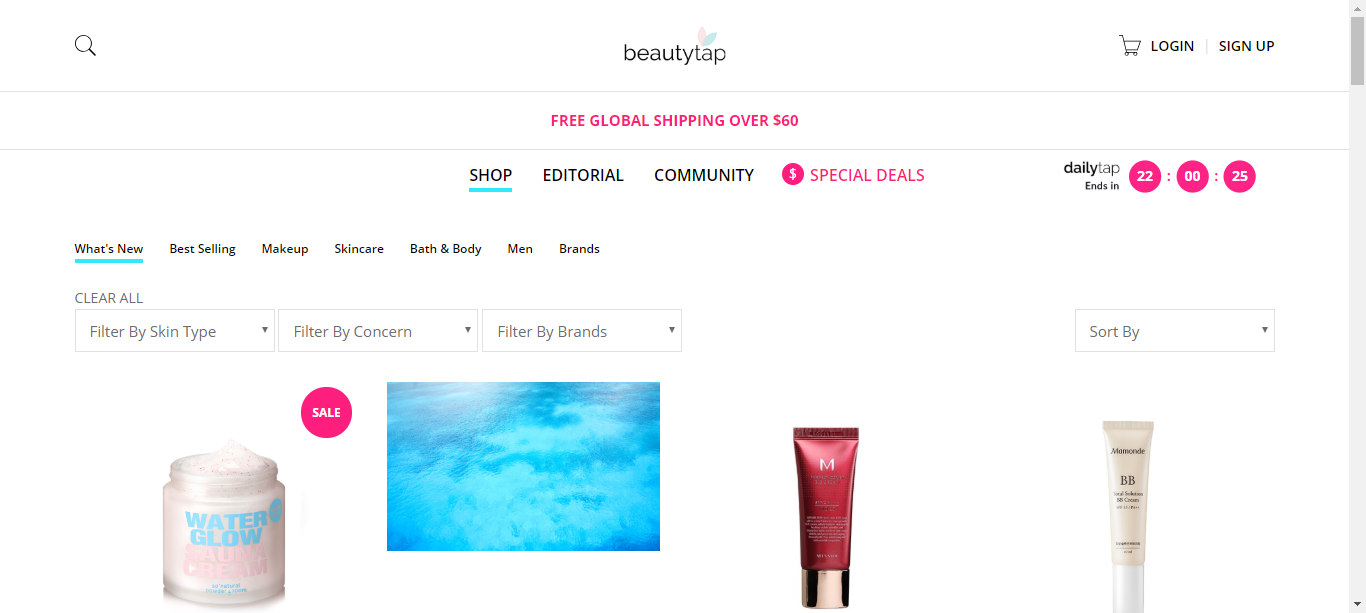 beautytap
LOGIN
SIGN UP
FREE GLOBAL SHIPPING OVER $60
SHOP
EDITORIAL
COMMUNITY
$ SPECIAL DEALS
dailytap
Ends in
22 : 00 : 25
What's New
Best Selling
Makeup
Skincare
Bath & Body
Men
Brands
CLEAR ALL
Filter By Skin Type
Filter By Concern
Filter By Brands
Sort By
SALE
WATER
GLOW
CREAM
M
MISSHA
Mamonde
BB
Total Solution
BB Cream